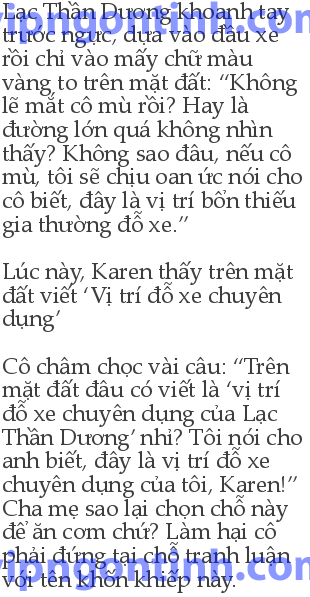 Lạc Thần Dương khoanh tay
trước ngực, dựa vào đầu xe
rồi chỉ vào mấy chữ màu
vàng to trên mặt đất: “Không
lẽ mắt cô mù rồi? Hay là
đường lớn quá không nhìn
thấy? Không sao đâu, nếu cô
mù, tôi sẽ chịu oan ức nói cho
cô biết, đây là vị trí bổn thiếu
gia thường đỗ xe.”
Lúc này, Karen thấy trên mặt
đất viết ‘Vị trí đỗ xe chuyên
dụng’
Cô châm chọc vài câu: “Trên
mặt đất đâu có viết là ‘vị trí
đỗ xe chuyên dụng của Lạc
Thần Dương’ nhỉ? Tôi nói cho
anh biết, đây là vị trí đỗ xe
chuyên dụng của tôi, Karen!”
Cha mẹ sao lại chọn chỗ này
để ăn cơm chứ? Làm hại cô
phải đứng tại chỗ tranh luận
với tên khốn khiếp này.
vipngontinh.com
vipngontinh.com